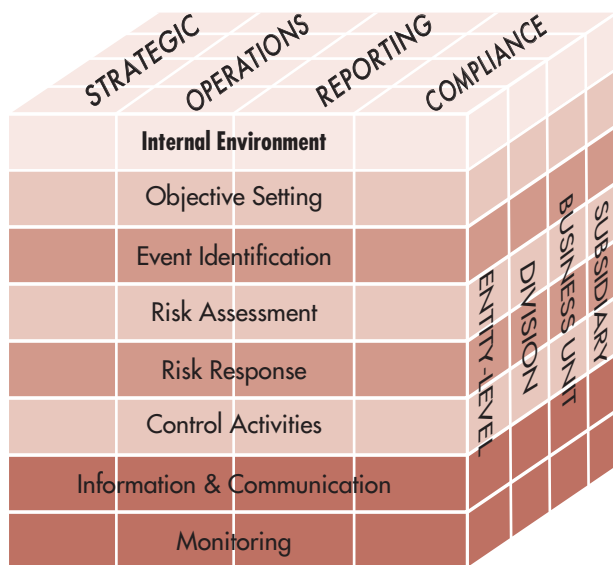 STRATEGIC
OPERATIONS
REPORTING
COMPLIANCE
Internal Environment
Objective Setting
Event Identification
Risk Assessment
Risk Response
Control Activities
Information & Communication
Monitoring
ENTITY-LEVEL
DIVISION
BUSINESS UNIT
SUBSIDIARY